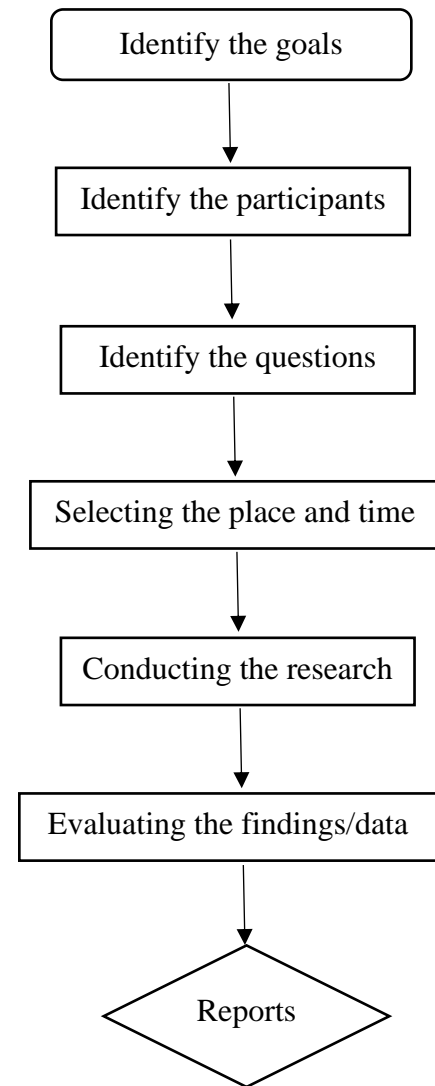 Identify the goals
Identify the participants
Identify the questions
Selecting the place and time
Conducting the research
Evaluating the findings/data
Reports